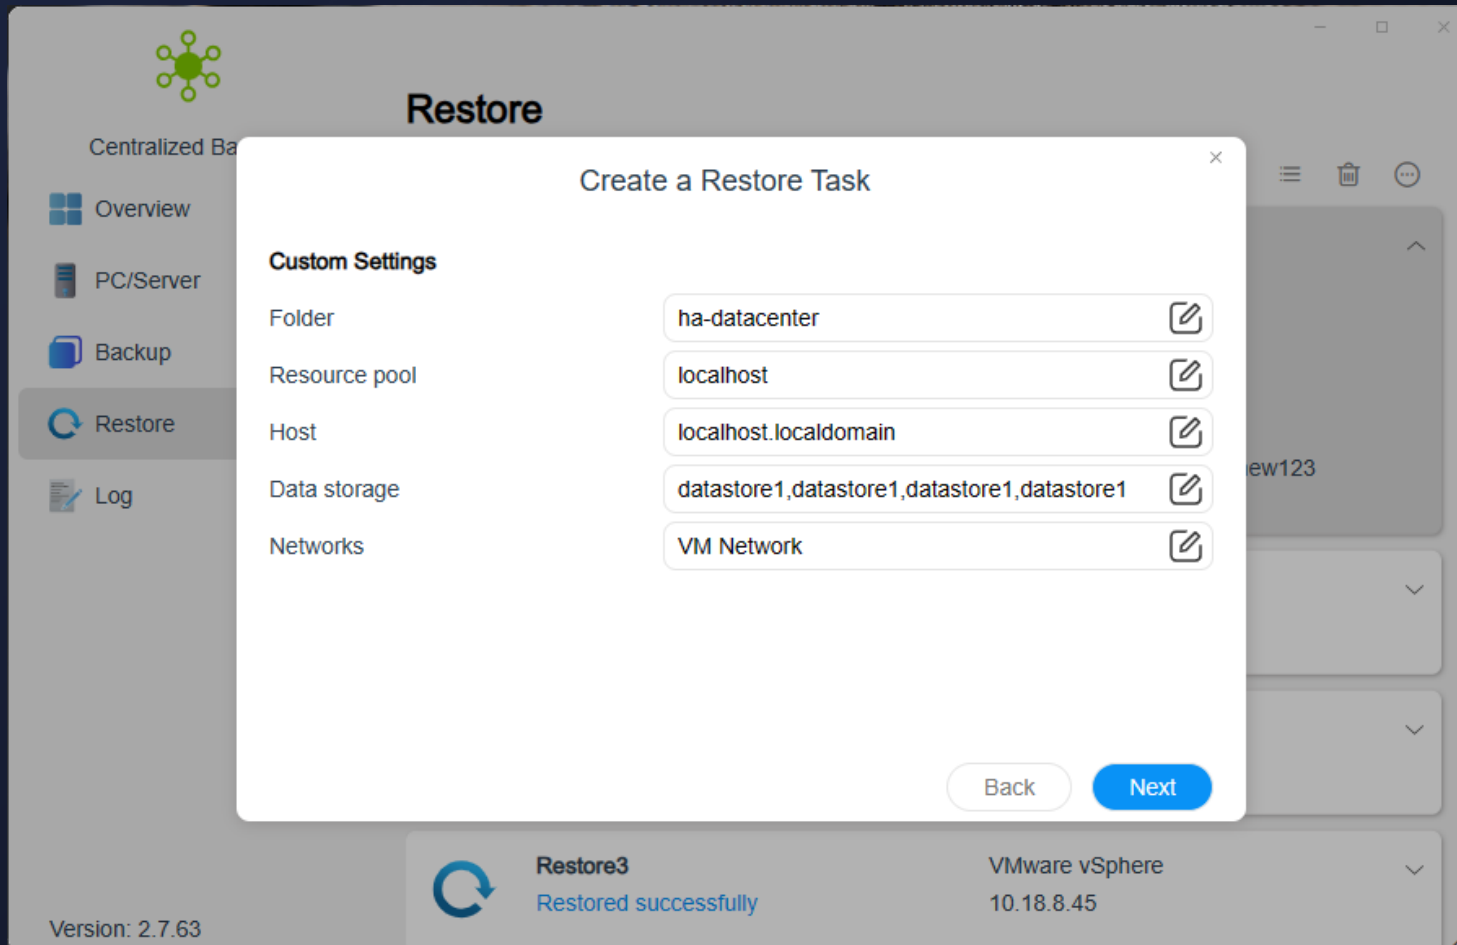 Restore
Centralized Ba
Overview
PC/Server
Backup
Restore
Log
Version: 2.7.63
Create a Restore Task
Custom Settings
Folder ha-datacenter
Resource pool localhost
Host localhost.localdomain
Data storage datastore1,datastore1,datastore1,datastore1
Networks VM Network
Back Next
ew123
Restore3 VMware vSphere
Restored successfully 10.18.8.45